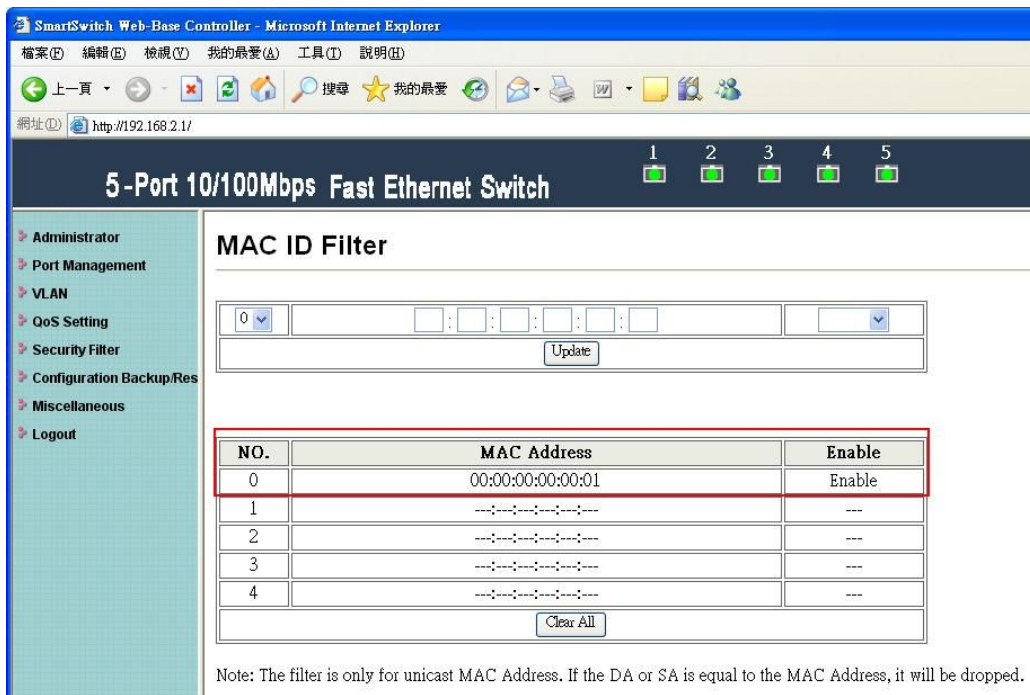 SmartSwitch Web-Base Controller - Microsoft Internet Explorer
檔案(F) 編輯(E) 檢視(V) 我的最愛(A) 工具(T) 說明(H)
上一頁 搜尋 我的最愛
網址(D) http://192.168.2.1/
1 2 3 4 5
5-Port 10/100Mbps Fast Ethernet Switch
Administrator
Port Management
VLAN
QoS Setting
Security Filter
Configuration Backup/Res
Miscellaneous
Logout
MAC ID Filter
0 : : : : :
Update
NO. MAC Address Enable
0 00:00:00:00:00:01 Enable
1 ---:---:---:---:---:--- ---
2 ---:---:---:---:---:--- ---
3 ---:---:---:---:---:--- ---
4 ---:---:---:---:---:--- ---
Clear All
Note: The filter is only for unicast MAC Address. If the DA or SA is equal to the MAC Address, it will be dropped.